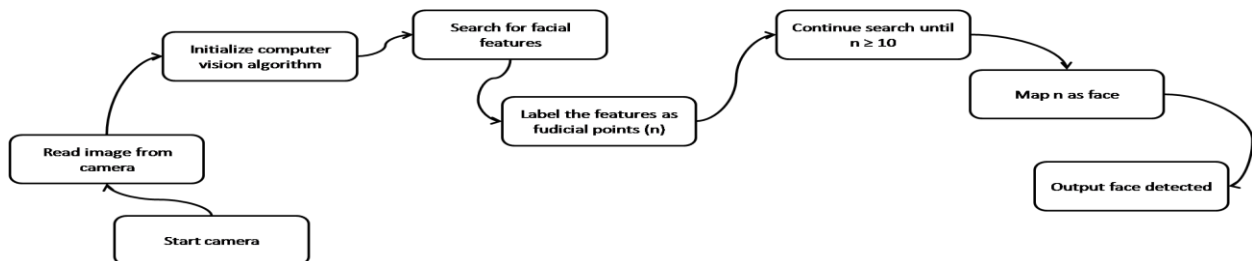 Start camera
Read image from
camera
Initialize computer
vision algorithm
Search for facial
features
Label the features as
fudicial points (n)
Continue search until
n ≥ 10
Map n as face
Output face detected